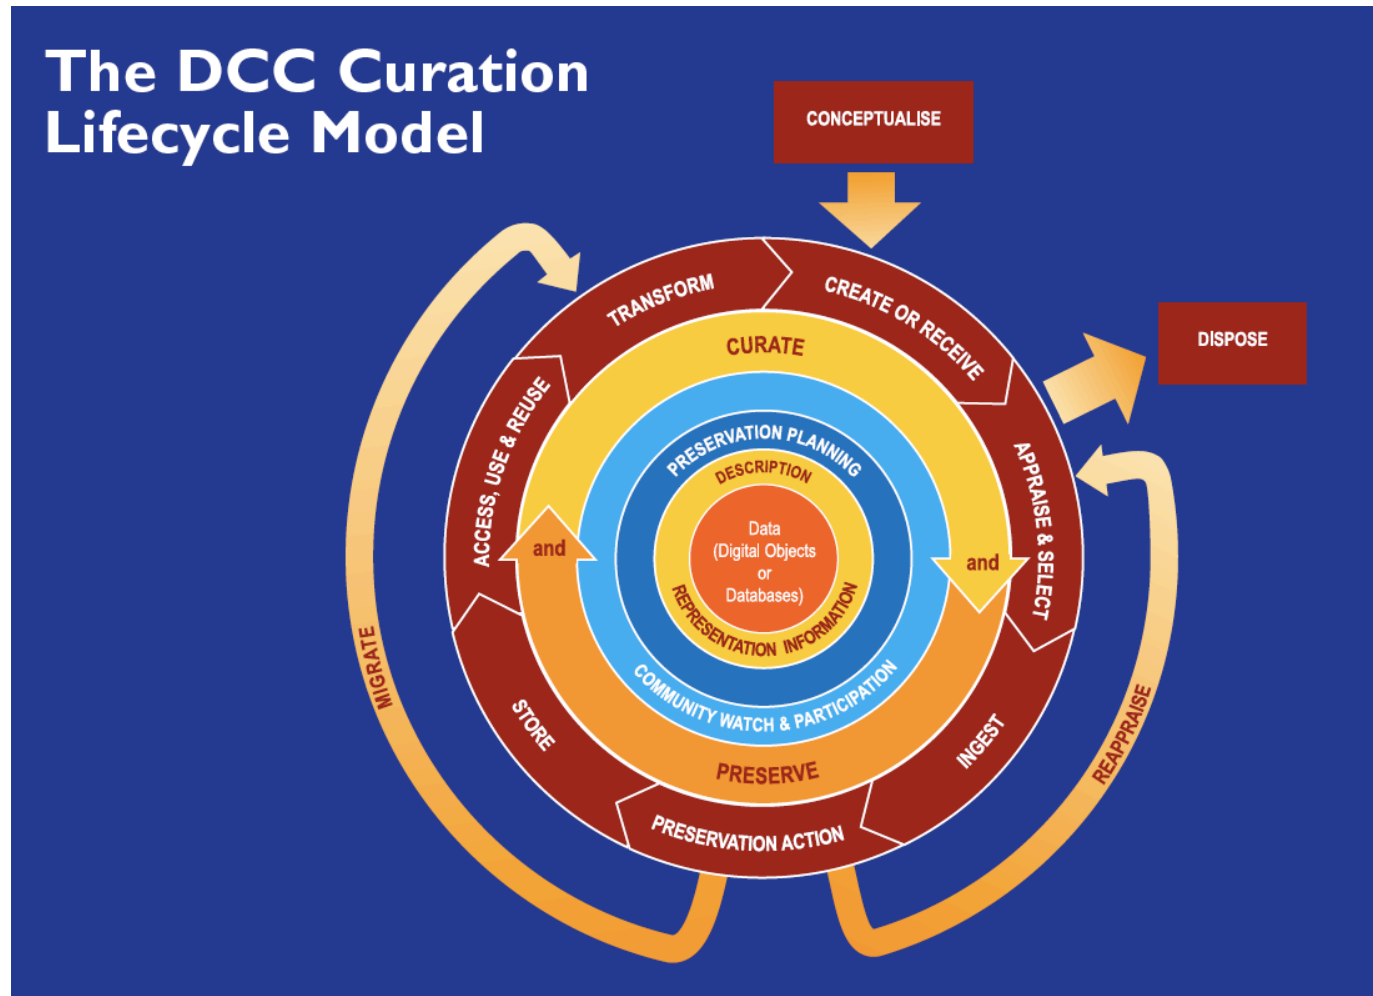 The DCC Curation
Lifecycle Model
CONCEPTUALISE
DISPOSE
TRANSFORM
CREATE OR RECEIVE
APPRAISE & SELECT
INGEST
PRESERVATION ACTION
STORE
ACCESS, USE & REUSE
CURATE
and
PRESERVE
and
COMMUNITY WATCH & PARTICIPATION
PRESERVATION PLANNING
DESCRIPTION
REPRESENTATION INFORMATION
Data
(Digital Objects
or
Databases)
MIGRATE
REAPPRAISE